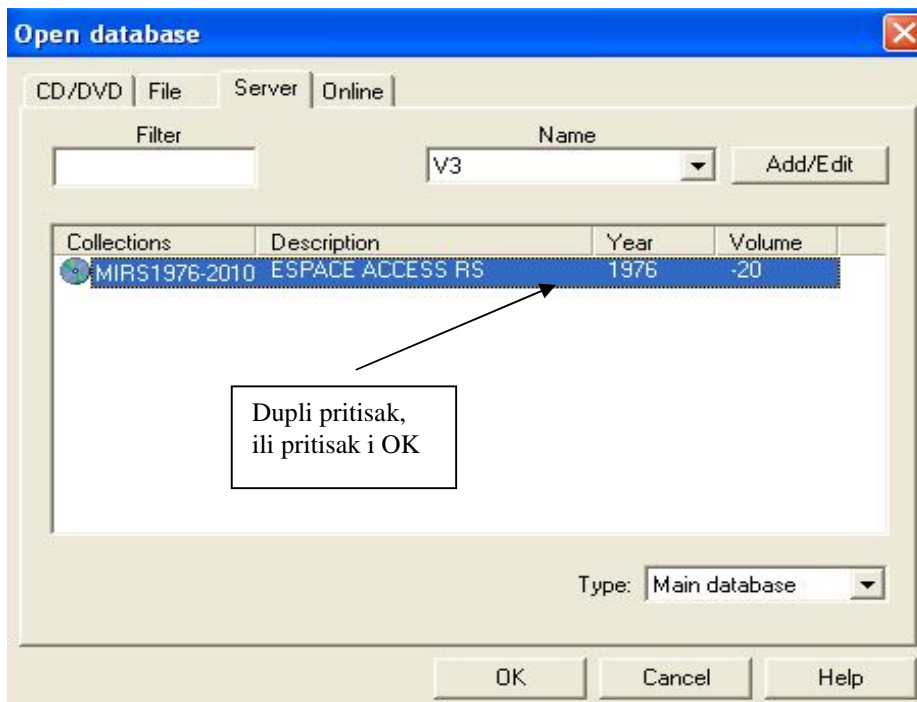 Open database
CD/DVD File Server Online
Filter Name
V3 Add/Edit
Collections Description Year Volume
MIRS1976-2010 ESPACE ACCESS RS 1976 -20
Dupli pritisak,
ili pritisak i OK
Type: Main database
OK Cancel Help